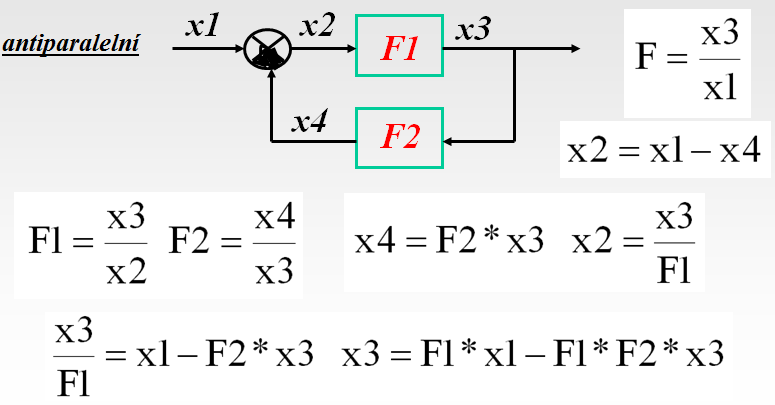 antiparalelní x1 x2 F1 x3
x4 F2
F = x3/x1
x2 = x1 − x4
F1 = x3/x2 F2 = x4/x3 x4 = F2 * x3 x2 = x3/F1
x3/F1 = x1 − F2 * x3 x3 = F1 * x1 − F1 * F2 * x3